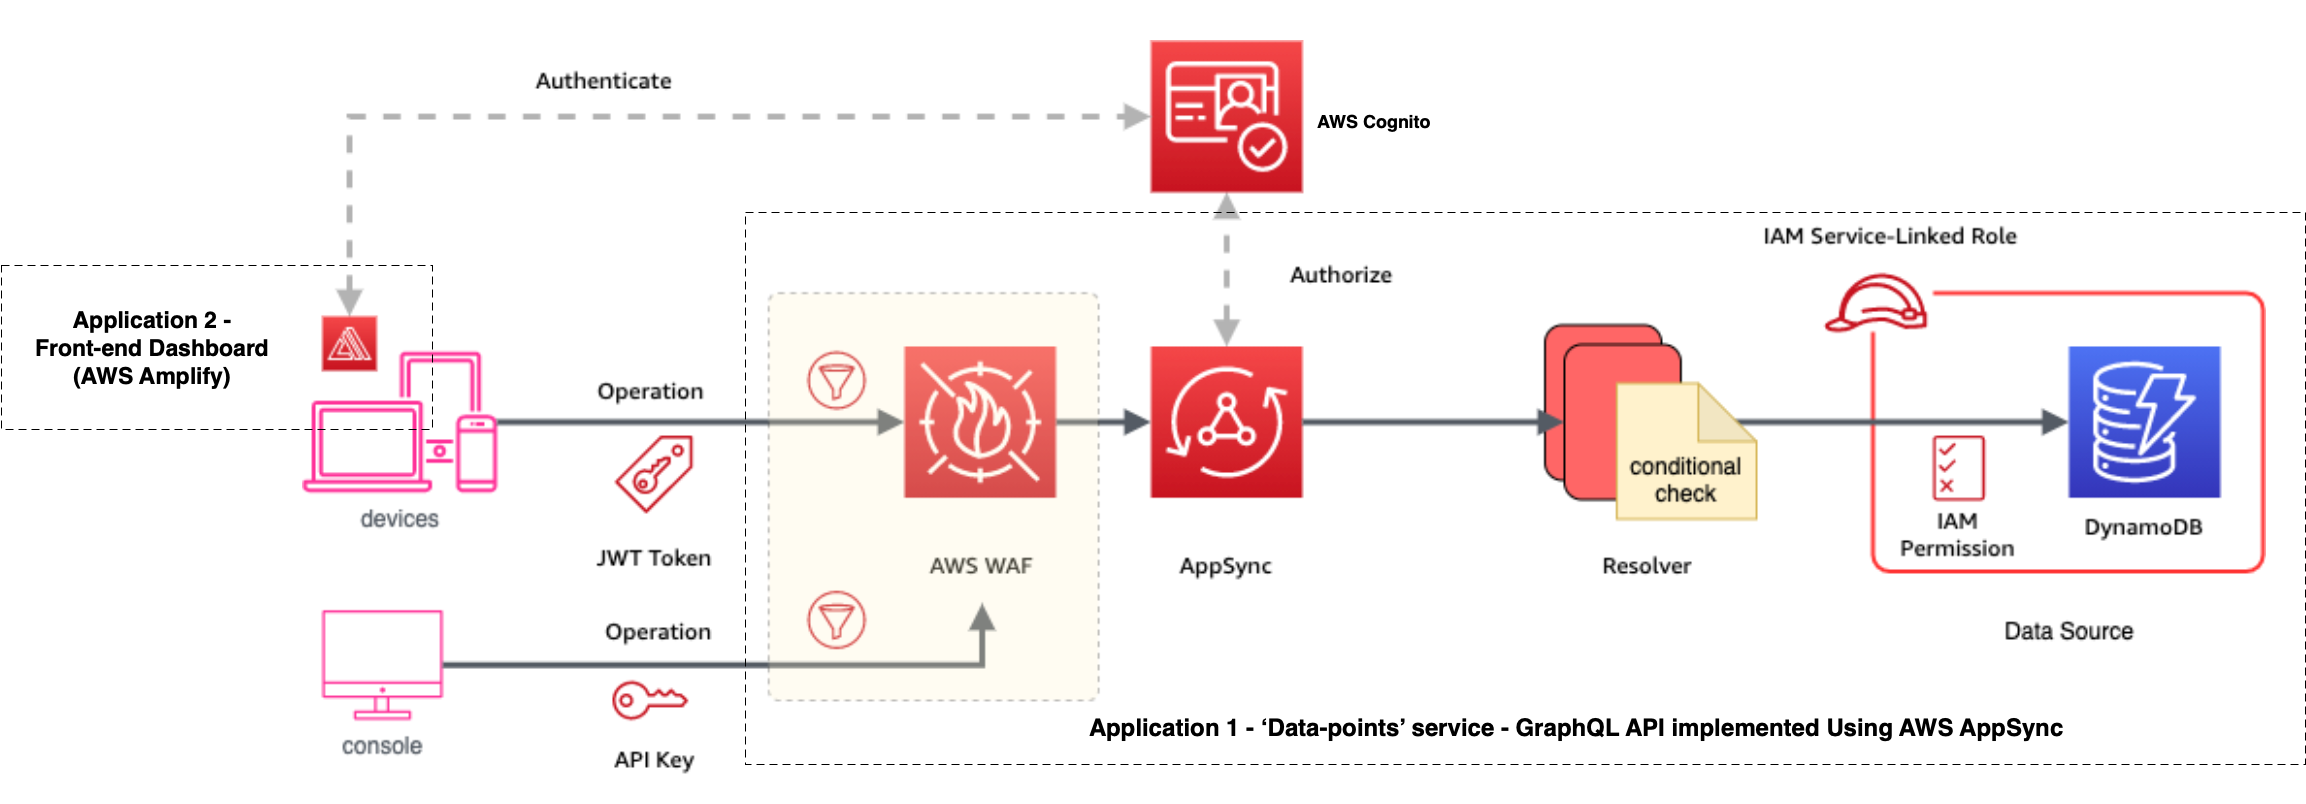 Authenticate
AWS Cognito
IAM Service-Linked Role
Authorize
Application 2 -
Front-end Dashboard
(AWS Amplify)
Operation
devices
JWT Token
AWS WAF
AppSync
conditional
check
Resolver
IAM
Permission
DynamoDB
Data Source
Operation
console
API Key
Application 1 - ‘Data-points’ service - GraphQL API implemented Using AWS AppSync